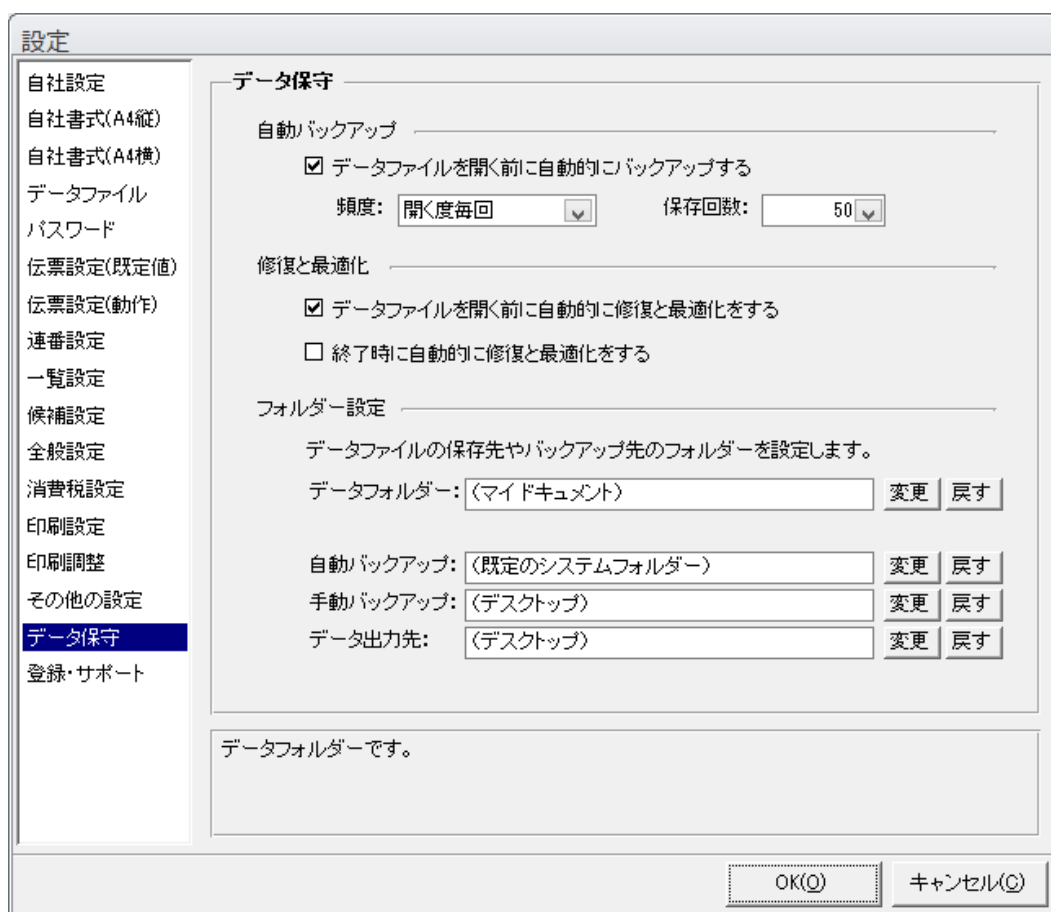 設定
自社設定
自社書式(A4縦)
自社書式(A4横)
データファイル
パスワード
伝票設定(既定値)
伝票設定(動作)
連番設定
一覧設定
候補設定
全般設定
消費税設定
印刷設定
印刷調整
その他の設定
データ保守
登録・サポート
データ保守
自動バックアップ
データファイルを開く前に自動的にバックアップする
頻度: 開く度毎回 保存回数: 50
修復と最適化
データファイルを開く前に自動的に修復と最適化をする
終了時に自動的に修復と最適化をする
フォルダー設定
データファイルの保存先やバックアップ先のフォルダーを設定します。
データフォルダー: (マイドキュメント) 変更 戻す
自動バックアップ: (既定のシステムフォルダー) 変更 戻す
手動バックアップ: (デスクトップ) 変更 戻す
データ出力先: (デスクトップ) 変更 戻す
データフォルダーです。
OK(O) キャンセル(C)